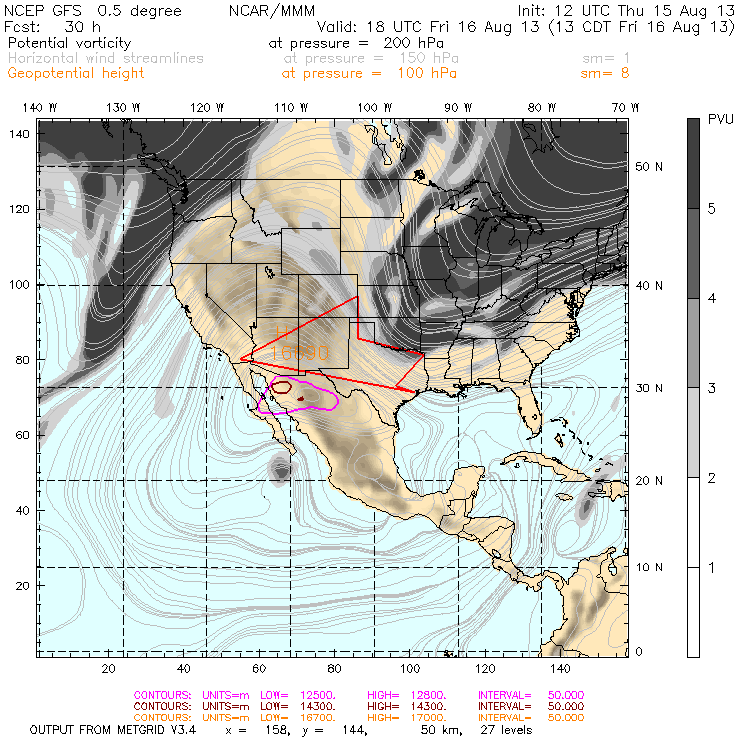 NCEP GFS 0.5 degree NCAR/MMM Init: 12 UTC Thu 15 Aug 13
Fcst: 30 h Valid: 18 UTC Fri 16 Aug 13 (13 CDT Fri 16 Aug 13)
Potential vorticity at pressure = 200 hPa
Horizontal wind streamlines at pressure = 150 hPa sm= 1
Geopotential height at pressure = 100 hPa sm= 8
140 W 130 W 120 W 110 W 100 W 90 W 80 W 70 W
PVU
140
50 N
120
5
100
40 N
4
H
80
30 N
3
60
20 N
2
40
10 N
1
20
0
20 40 60 80 100 120 140
CONTOURS: UNITS=m LOW= 12500. HIGH= 12800. INTERVAL= 50.000
CONTOURS: UNITS=m LOW= 14300. HIGH= 14300. INTERVAL= 50.000
CONTOURS: UNITS=m LOW= 16700. HIGH= 17000. INTERVAL= 50.000
OUTPUT FROM METGRID V3.4 x = 158, y = 144, 50 km, 27 levels